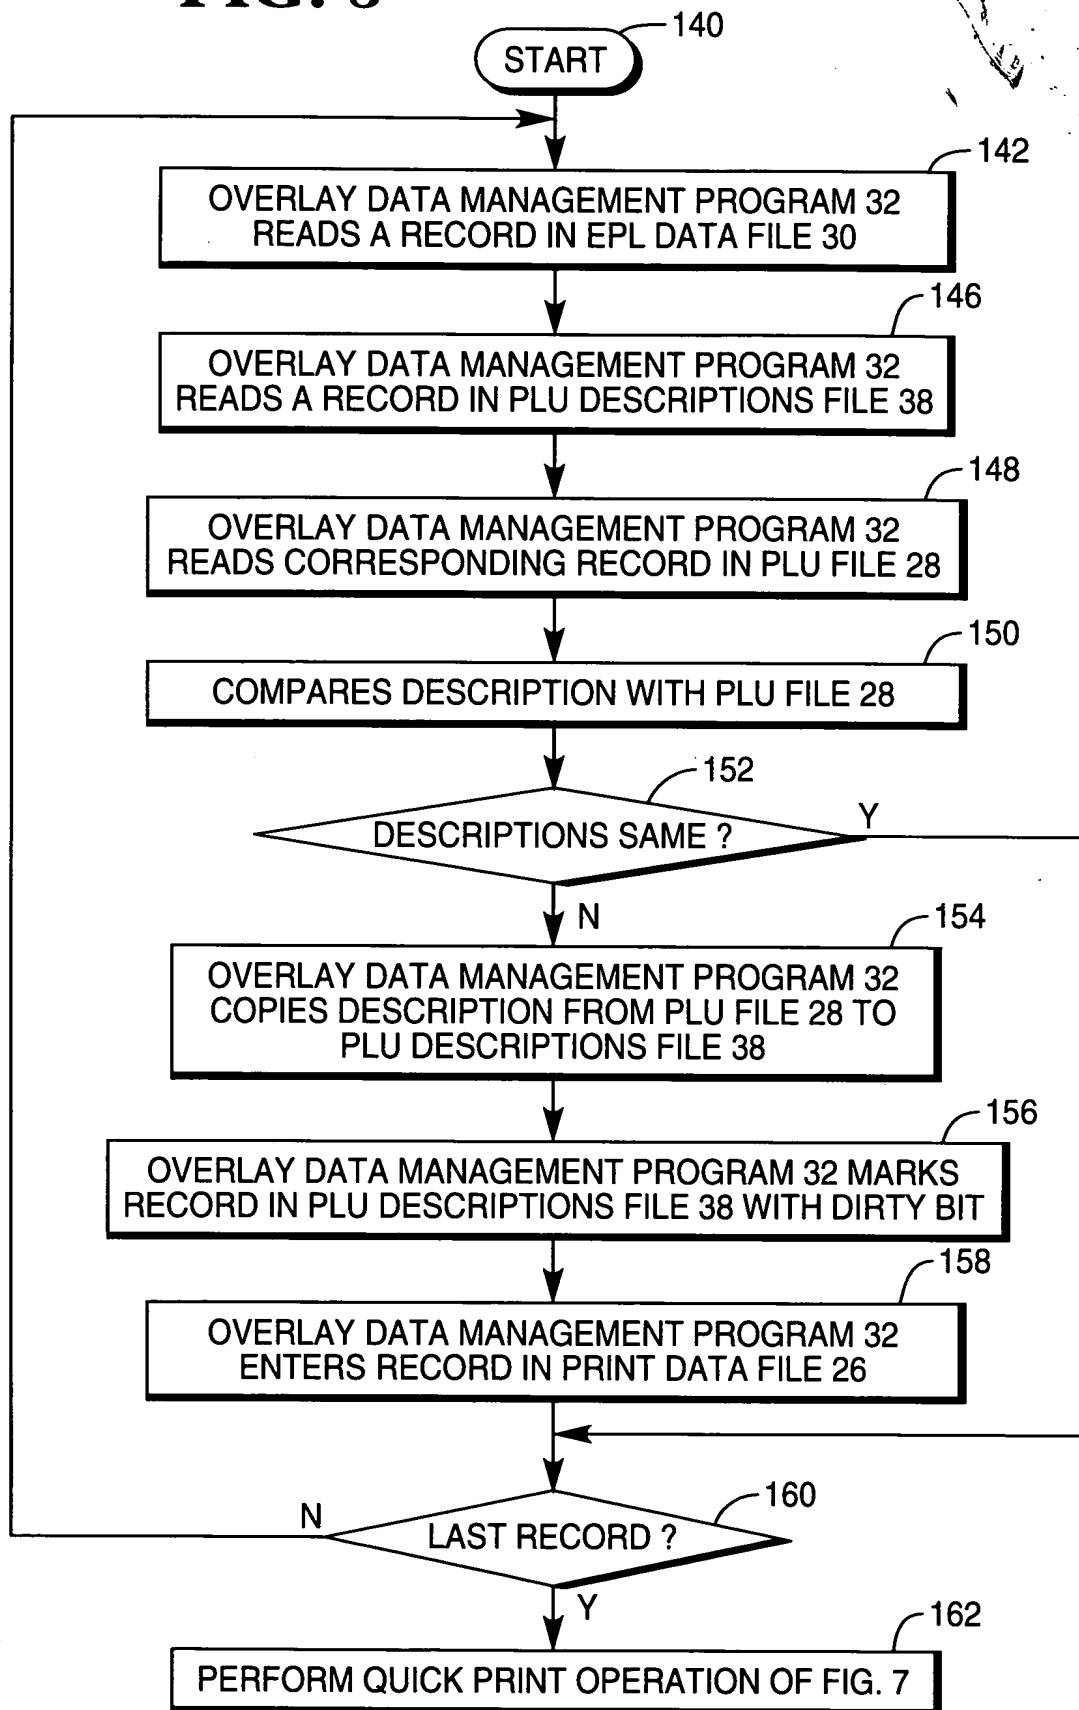 140
START
142
OVERLAY DATA MANAGEMENT PROGRAM 32
READS A RECORD IN EPL DATA FILE 30
146
OVERLAY DATA MANAGEMENT PROGRAM 32
READS A RECORD IN PLU DESCRIPTIONS FILE 38
148
OVERLAY DATA MANAGEMENT PROGRAM 32
READS CORRESPONDING RECORD IN PLU FILE 28
150
COMPARES DESCRIPTION WITH PLU FILE 28
152
DESCRIPTIONS SAME ?
Y
N
154
OVERLAY DATA MANAGEMENT PROGRAM 32
COPIES DESCRIPTION FROM PLU FILE 28 TO
PLU DESCRIPTIONS FILE 38
156
OVERLAY DATA MANAGEMENT PROGRAM 32 MARKS
RECORD IN PLU DESCRIPTIONS FILE 38 WITH DIRTY BIT
158
OVERLAY DATA MANAGEMENT PROGRAM 32
ENTERS RECORD IN PRINT DATA FILE 26
160
N
LAST RECORD ?
Y
162
PERFORM QUICK PRINT OPERATION OF FIG. 7